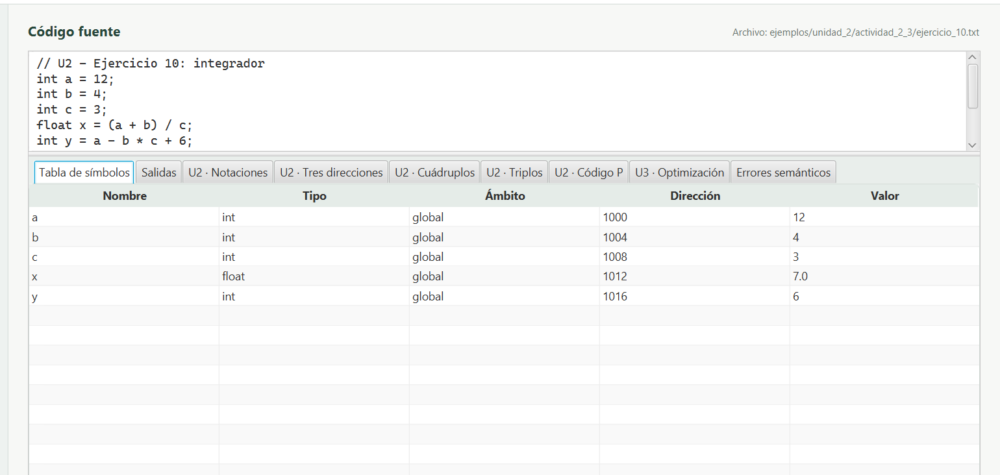 Código fuente
Archivo: ejemplos/unidad_2/actividad_2_3/ejercicio_10.txt
// U2 - Ejercicio 10: integrador
int a = 12;
int b = 4;
int c = 3;
float x = (a + b) / c;
int y = a - b * c + 6;
Tabla de símbolos Salidas U2 · Notaciones U2 · Tres direcciones U2 · Cuádruplos U2 · Triplos U2 · Código P U3 · Optimización Errores semánticos
Nombre Tipo Ámbito Dirección Valor
a int global 1000 12
b int global 1004 4
c int global 1008 3
x float global 1012 7.0
y int global 1016 6